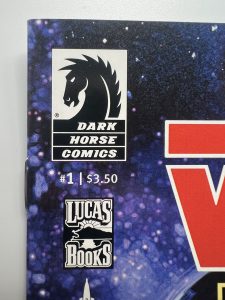 ®
DARK
HORSE
COMICS
#1 | $3.50
LUCAS
BOOKS